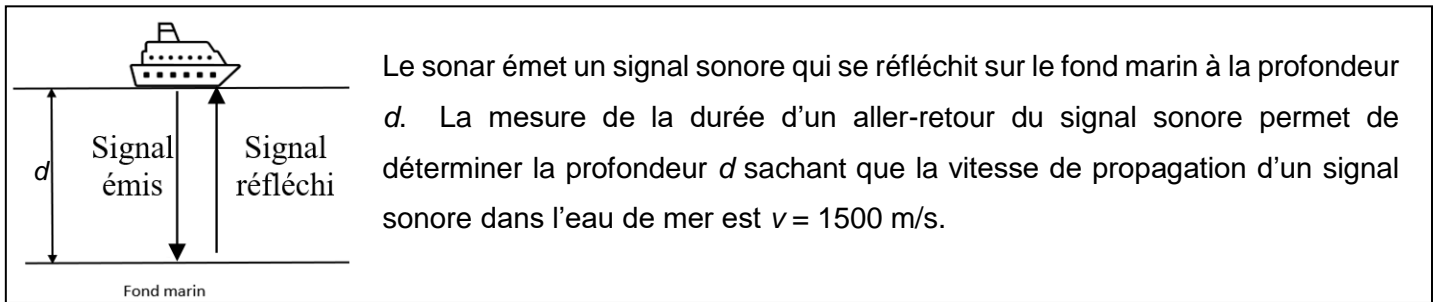 Le sonar émet un signal sonore qui se réfléchit sur le fond marin à la profondeur
d. La mesure de la durée d’un aller-retour du signal sonore permet de
déterminer la profondeur d sachant que la vitesse de propagation d’un signal
sonore dans l’eau de mer est v = 1500 m/s.
d
Signal
émis
Signal
réfléchi
Fond marin